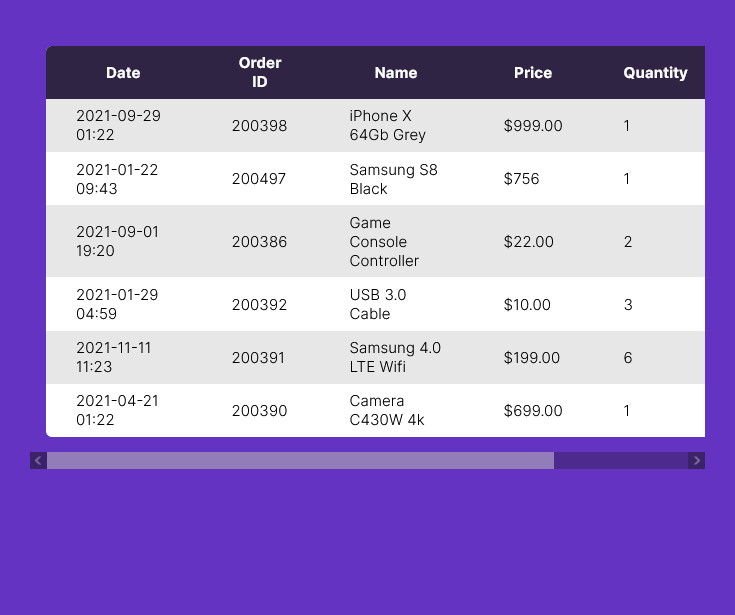 Date Order ID Name Price Quantity
2021-09-29 01:22 200398 iPhone X 64Gb Grey $999.00 1
2021-01-22 09:43 200497 Samsung S8 Black $756 1
2021-09-01 19:20 200386 Game Console Controller $22.00 2
2021-01-29 04:59 200392 USB 3.0 Cable $10.00 3
2021-11-11 11:23 200391 Samsung 4.0 LTE Wifi $199.00 6
2021-04-21 01:22 200390 Camera C430W 4k $699.00 1